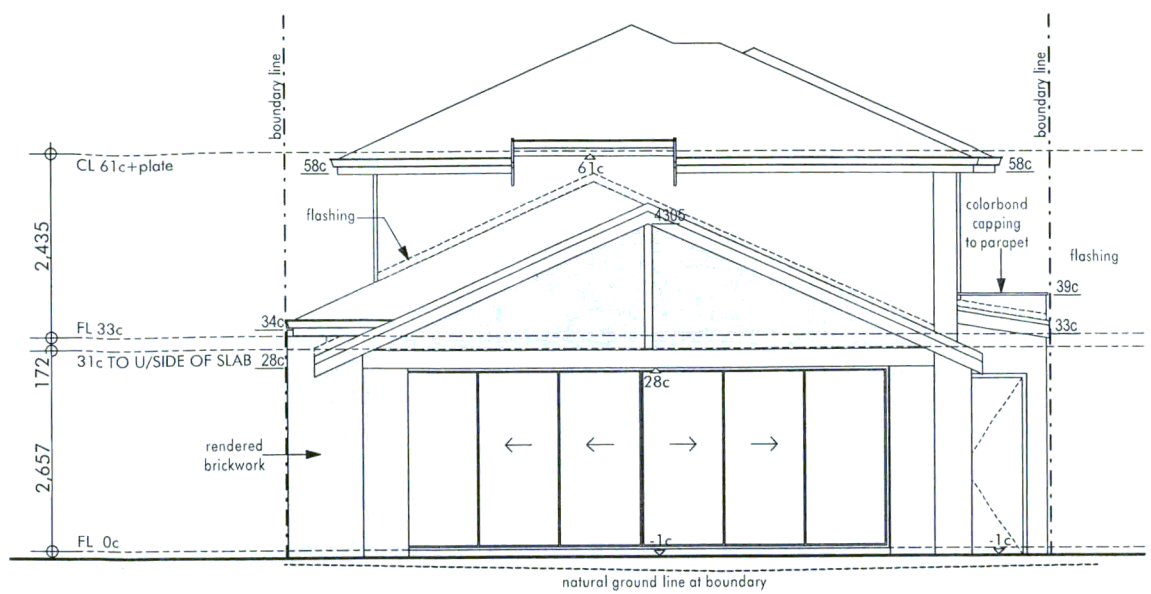 boundary line
boundary line
CL 61c+plate
58c
61c
58c
flashing
4305
colorbond
capping
to parapet
flashing
2,435
39c
34c
33c
FL 33c
31c TO U/SIDE OF SLAB
28c
172
28c
rendered
brickwork
2,657
FL 0c
-1c
-1c
natural ground line at boundary